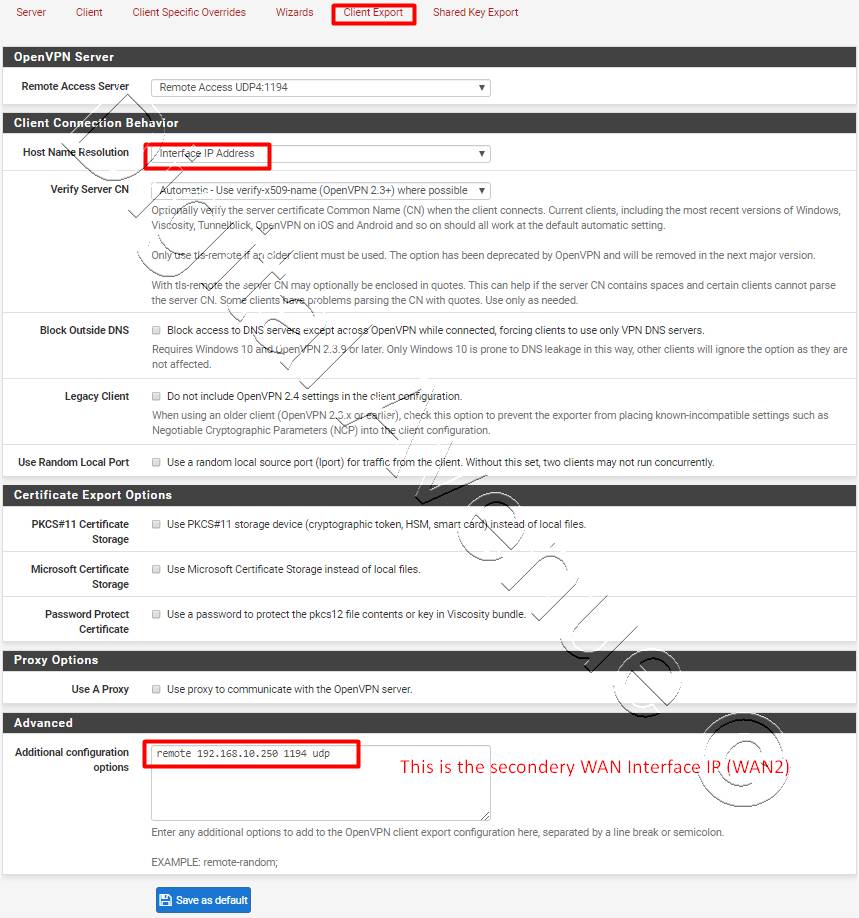 Server Client Client Specific Overrides Wizards Client Export Shared Key Export
OpenVPN Server
Remote Access Server Remote Access UDP4:1194
Client Connection Behavior
Host Name Resolution Interface IP Address
Verify Server CN Automatic - Use verify-x509-name (OpenVPN 2.3+) where possible
Optionally verify the server certificate Common Name (CN) when the client connects. Current clients, including the most recent versions of Windows,
Viscosity, Tunnelblick, OpenVPN on iOS and Android and so on should all work at the default automatic setting.
Only use tls-remote if an older client must be used. The option has been deprecated by OpenVPN and will be removed in the next major version.
With tls-remote the server CN may optionally be enclosed in quotes. This can help if the server CN contains spaces and certain clients cannot parse
the server CN. Some clients have problems parsing the CN with quotes. Use only as needed.
Block Outside DNS Block access to DNS servers except across OpenVPN while connected, forcing clients to use only VPN DNS servers.
Requires Windows 10 and OpenVPN 2.3.9 or later. Only Windows 10 is prone to DNS leakage in this way, other clients will ignore the option as they are
not affected.
Legacy Client Do not include OpenVPN 2.4 settings in the client configuration.
When using an older client (OpenVPN 2.3.x or earlier), check this option to prevent the exporter from placing known-incompatible settings such as
Negotiable Cryptographic Parameters (NCP) into the client configuration.
Use Random Local Port Use a random local source port (lport) for traffic from the client. Without this set, two clients may not run concurrently.
Certificate Export Options
PKCS#11 Certificate Use PKCS#11 storage device (cryptographic token, HSM, smart card) instead of local files.
Storage
Microsoft Certificate Use Microsoft Certificate Storage instead of local files.
Storage
Password Protect Use a password to protect the pkcs12 file contents or key in Viscosity bundle.
Certificate
Proxy Options
Use A Proxy Use proxy to communicate with the OpenVPN server.
Advanced
Additional configuration remote 192.168.10.250 1194 udp
options This is the secondery WAN Interface IP (WAN2)
Enter any additional options to add to the OpenVPN client export configuration here, separated by a line break or semicolon.
EXAMPLE: remote-random;
Save as default